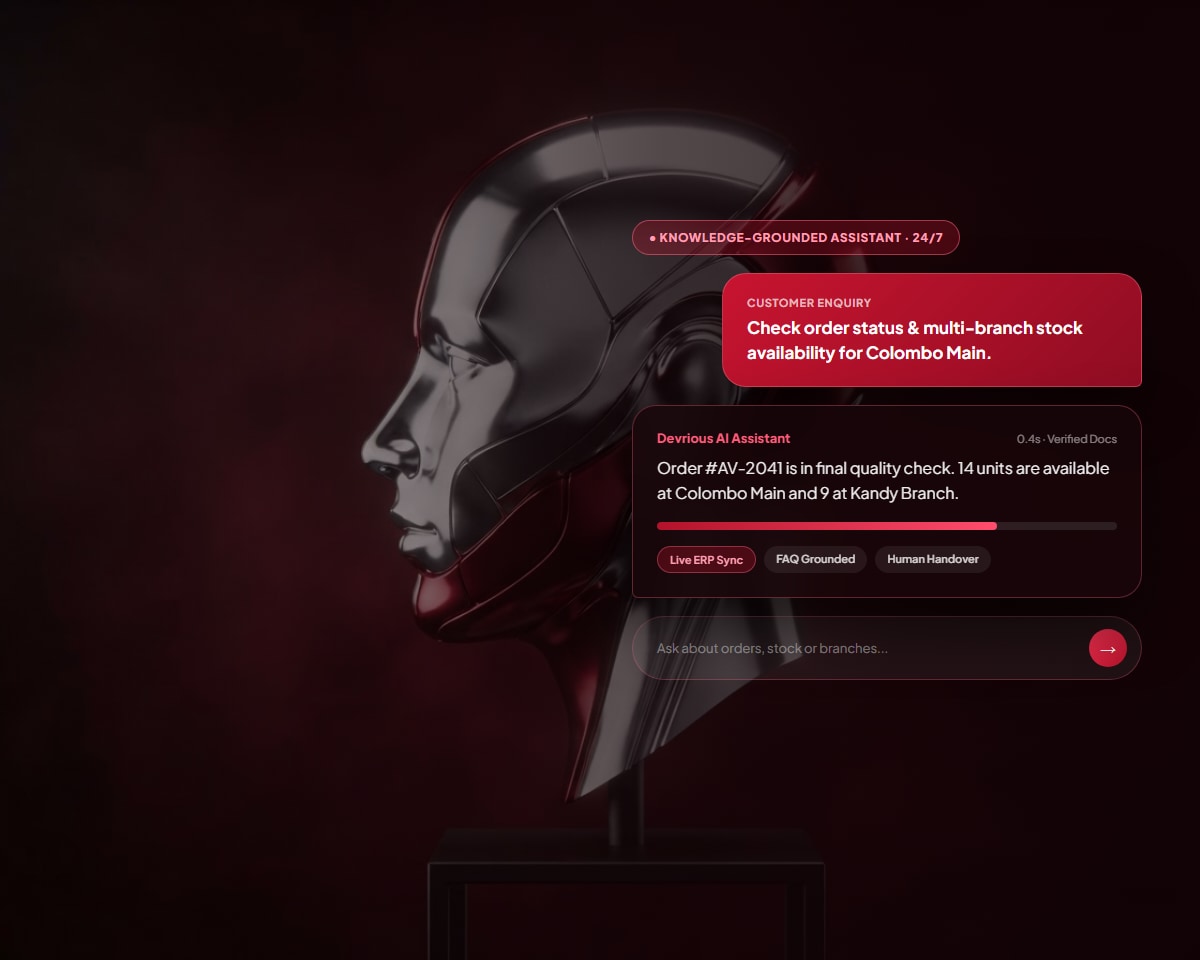 ● KNOWLEDGE-GROUNDED ASSISTANT · 24/7
CUSTOMER ENQUIRY
Check order status & multi-branch stock
availability for Colombo Main.
Devrious AI Assistant
0.4s · Verified Docs
Order #AV-2041 is in final quality check. 14 units are available
at Colombo Main and 9 at Kandy Branch.
Live ERP Sync
FAQ Grounded
Human Handover
Ask about orders, stock or branches...
→